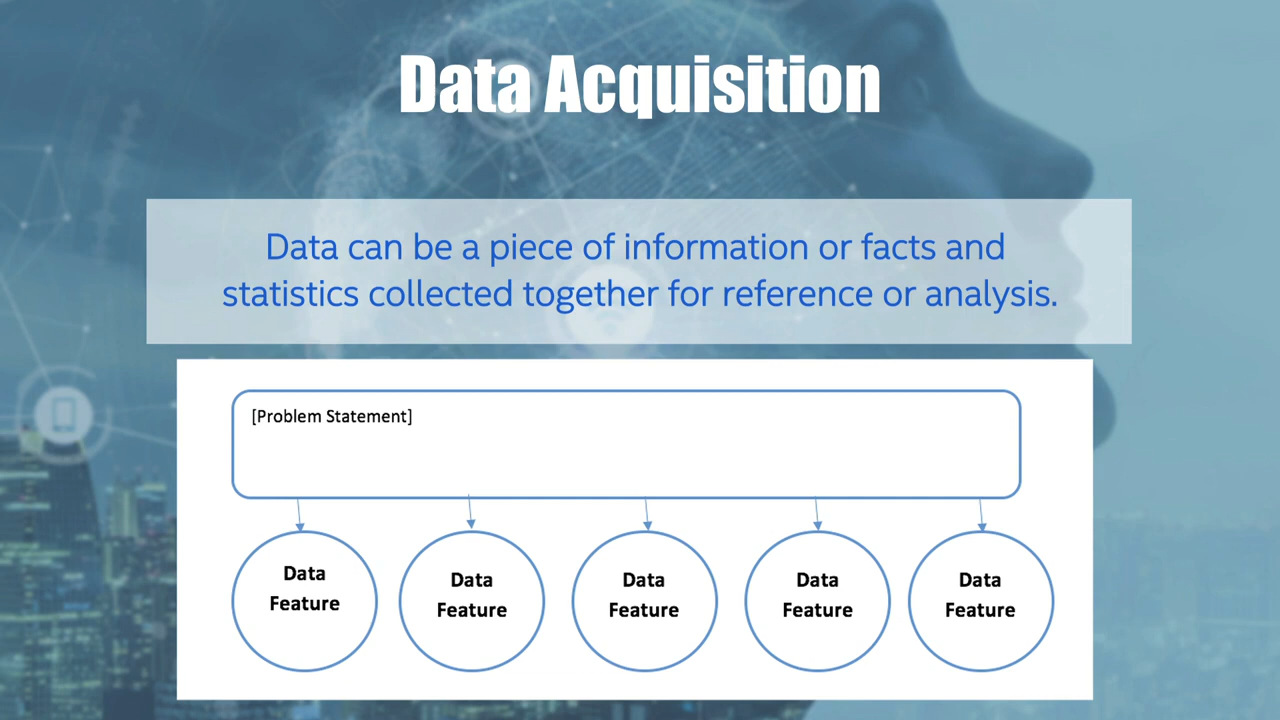 Data Acquisition
Data can be a piece of information or facts and
statistics collected together for reference or analysis.
[Problem Statement]
Data
Feature
Data
Feature
Data
Feature
Data
Feature
Data
Feature